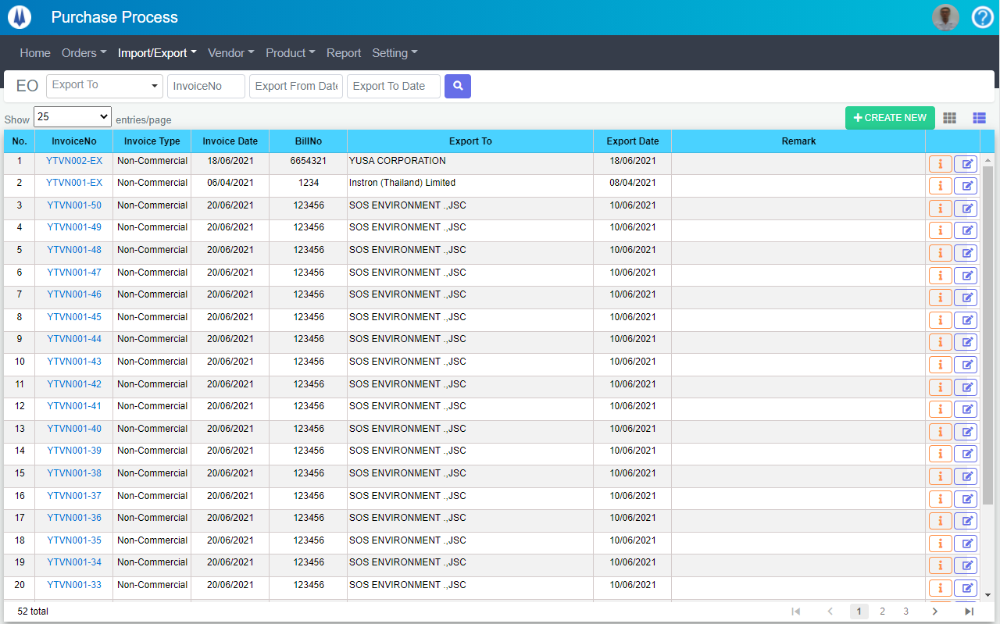 Purchase Process
Home Orders Import/Export Vendor Product Report Setting
EO Export To InvoiceNo Export From Date Export To Date
Show 25 entries/page + CREATE NEW
No. InvoiceNo Invoice Type Invoice Date BillNo Export To Export Date Remark
1 YTVN002-EX Non-Commercial 18/06/2021 6654321 YUSA CORPORATION 18/06/2021
2 YTVN001-EX Non-Commercial 06/04/2021 1234 Instron (Thailand) Limited 08/04/2021
3 YTVN001-50 Non-Commercial 20/06/2021 123456 SOS ENVIRONMENT .,JSC 10/06/2021
4 YTVN001-49 Non-Commercial 20/06/2021 123456 SOS ENVIRONMENT .,JSC 10/06/2021
5 YTVN001-48 Non-Commercial 20/06/2021 123456 SOS ENVIRONMENT .,JSC 10/06/2021
6 YTVN001-47 Non-Commercial 20/06/2021 123456 SOS ENVIRONMENT .,JSC 10/06/2021
7 YTVN001-46 Non-Commercial 20/06/2021 123456 SOS ENVIRONMENT .,JSC 10/06/2021
8 YTVN001-45 Non-Commercial 20/06/2021 123456 SOS ENVIRONMENT .,JSC 10/06/2021
9 YTVN001-44 Non-Commercial 20/06/2021 123456 SOS ENVIRONMENT .,JSC 10/06/2021
10 YTVN001-43 Non-Commercial 20/06/2021 123456 SOS ENVIRONMENT .,JSC 10/06/2021
11 YTVN001-42 Non-Commercial 20/06/2021 123456 SOS ENVIRONMENT .,JSC 10/06/2021
12 YTVN001-41 Non-Commercial 20/06/2021 123456 SOS ENVIRONMENT .,JSC 10/06/2021
13 YTVN001-40 Non-Commercial 20/06/2021 123456 SOS ENVIRONMENT .,JSC 10/06/2021
14 YTVN001-39 Non-Commercial 20/06/2021 123456 SOS ENVIRONMENT .,JSC 10/06/2021
15 YTVN001-38 Non-Commercial 20/06/2021 123456 SOS ENVIRONMENT .,JSC 10/06/2021
16 YTVN001-37 Non-Commercial 20/06/2021 123456 SOS ENVIRONMENT .,JSC 10/06/2021
17 YTVN001-36 Non-Commercial 20/06/2021 123456 SOS ENVIRONMENT .,JSC 10/06/2021
18 YTVN001-35 Non-Commercial 20/06/2021 123456 SOS ENVIRONMENT .,JSC 10/06/2021
19 YTVN001-34 Non-Commercial 20/06/2021 123456 SOS ENVIRONMENT .,JSC 10/06/2021
20 YTVN001-33 Non-Commercial 20/06/2021 123456 SOS ENVIRONMENT .,JSC 10/06/2021
52 total 1 2 3